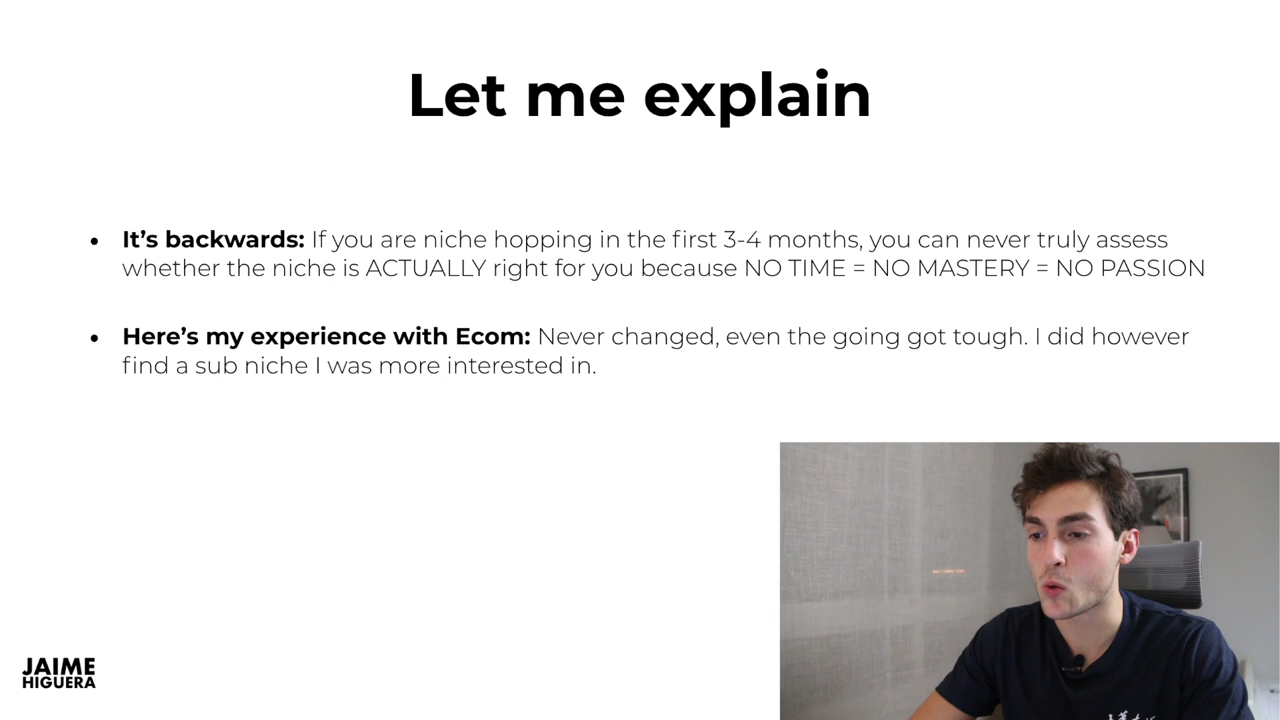 Let me explain
• It’s backwards: If you are niche hopping in the first 3-4 months, you can never truly assess
whether the niche is ACTUALLY right for you because NO TIME = NO MASTERY = NO PASSION
• Here’s my experience with Ecom: Never changed, even the going got tough. I did however
find a sub niche I was more interested in.
JAIME
HIGUERA